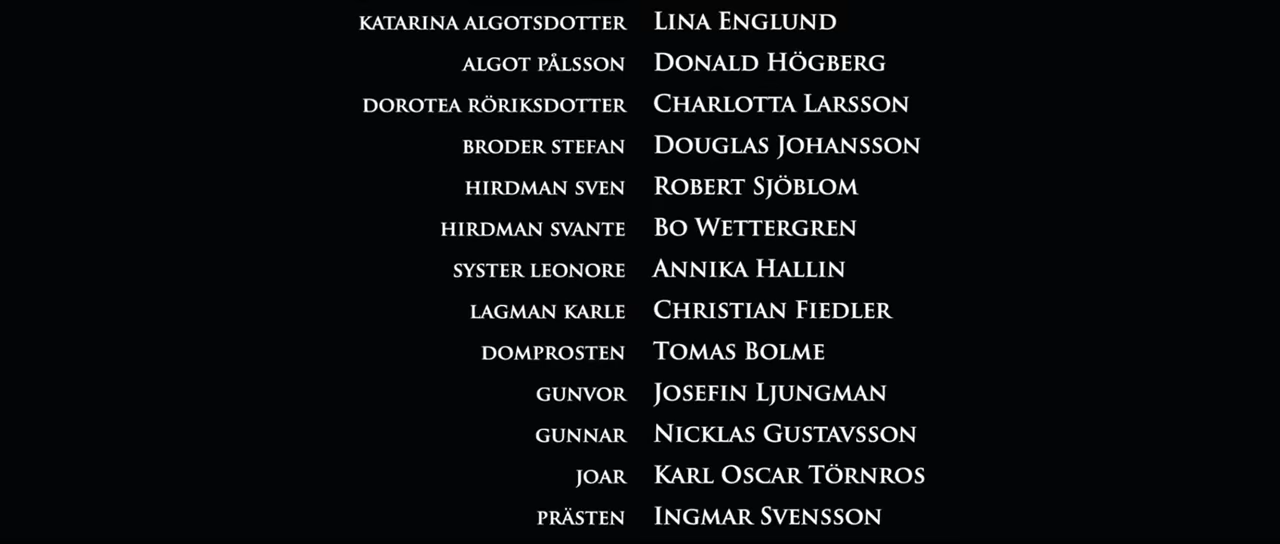 KATARINA ALGOTSDOTTER LINA ENGLUND
ALGOT PÅLSSON DONALD HÖGBERG
DOROTEA RÖRIKSDOTTER CHARLOTTA LARSSON
BRODER STEFAN DOUGLAS JOHANSSON
HIRDMAN SVEN ROBERT SJÖBLOM
HIRDMAN SVANTE BO WETTERGREN
SYSTER LEONORE ANNIKA HALLIN
LAGMAN KARLE CHRISTIAN FIEDLER
DOMPROSTEN TOMAS BOLME
GUNVOR JOSEFIN LJUNGMAN
GUNNAR NICKLAS GUSTAVSSON
JOAR KARL OSCAR TÖRNROS
PRÄSTEN INGMAR SVENSSON